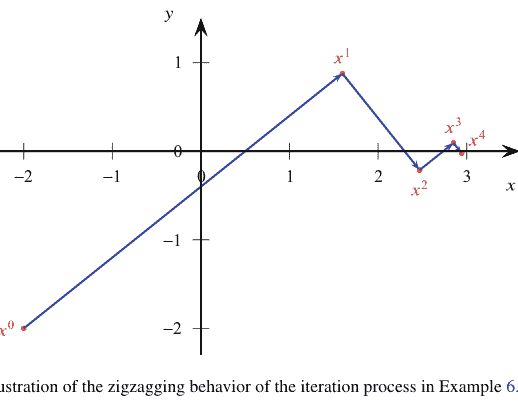 y
1
x¹
x³
x⁴
0
−2
−1
0
1
2
x²
3
x
−1
−2
x⁰
ustration of the zigzagging behavior of the iteration process in Example 6.